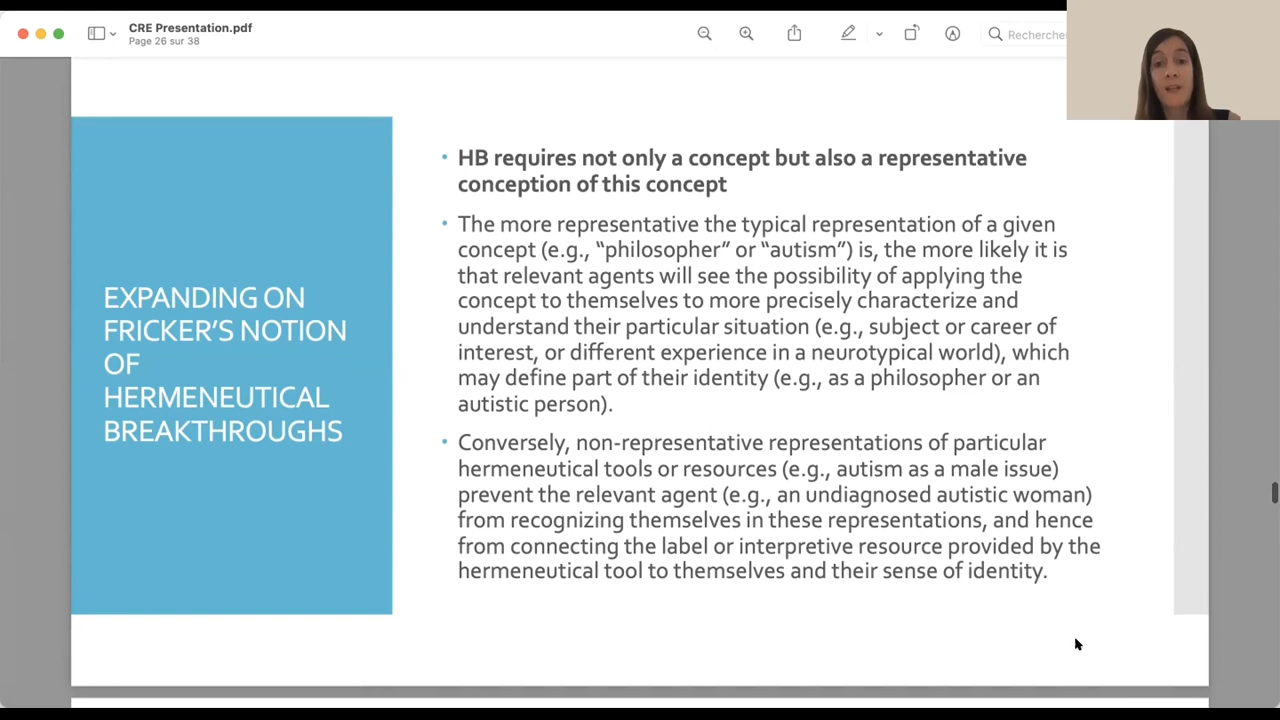 CRE Presentation.pdf
Page 26 sur 38
Recherche
EXPANDING ON
FRICKER'S NOTION
OF
HERMENEUTICAL
BREAKTHROUGHS
• HB requires not only a concept but also a representative
conception of this concept
• The more representative the typical representation of a given
concept (e.g., “philosopher” or “autism”) is, the more likely it is
that relevant agents will see the possibility of applying the
concept to themselves to more precisely characterize and
understand their particular situation (e.g., subject or career of
interest, or different experience in a neurotypical world), which
may define part of their identity (e.g., as a philosopher or an
autistic person).
• Conversely, non-representative representations of particular
hermeneutical tools or resources (e.g., autism as a male issue)
prevent the relevant agent (e.g., an undiagnosed autistic woman)
from recognizing themselves in these representations, and hence
from connecting the label or interpretive resource provided by the
hermeneutical tool to themselves and their sense of identity.